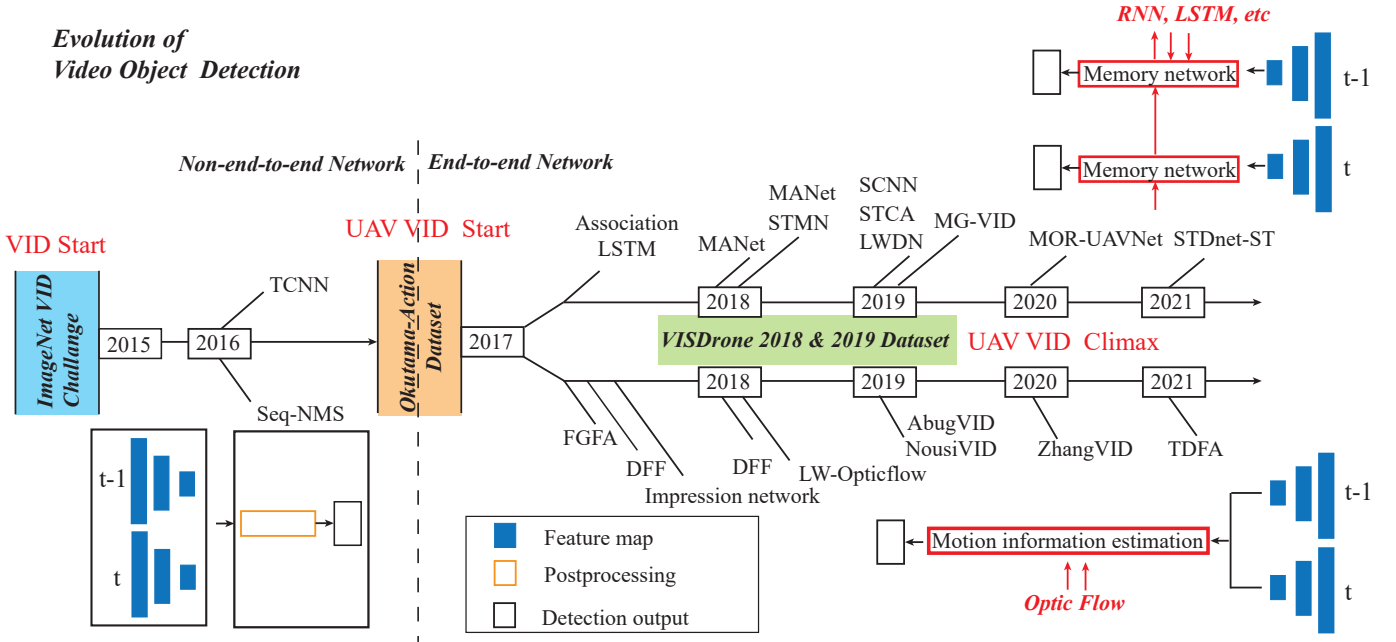 Evolution of
Video Object Detection
RNN, LSTM, etc
Memory network
t-1
Memory network
t
Non-end-to-end Network
End-to-end Network
VID Start
UAV VID Start
ImageNet VID
Challange
2015
2016
TCNN
Seq-NMS
Okutama-Action
Dataset
2017
Association
LSTM
MANet
MANet
STMN
SCNN
STCA
LWDN
MG-VID
MOR-UAVNet
STDnet-ST
2018
2019
2020
2021
VISDrone 2018 & 2019 Dataset
UAV VID Climax
2018
2019
2020
2021
FGFA
DFF
Impression network
DFF
LW-Opticflow
AbugVID
NousiVID
ZhangVID
TDFA
t-1
t
Feature map
Postprocessing
Detection output
t-1
Motion information estimation
t
Optic Flow